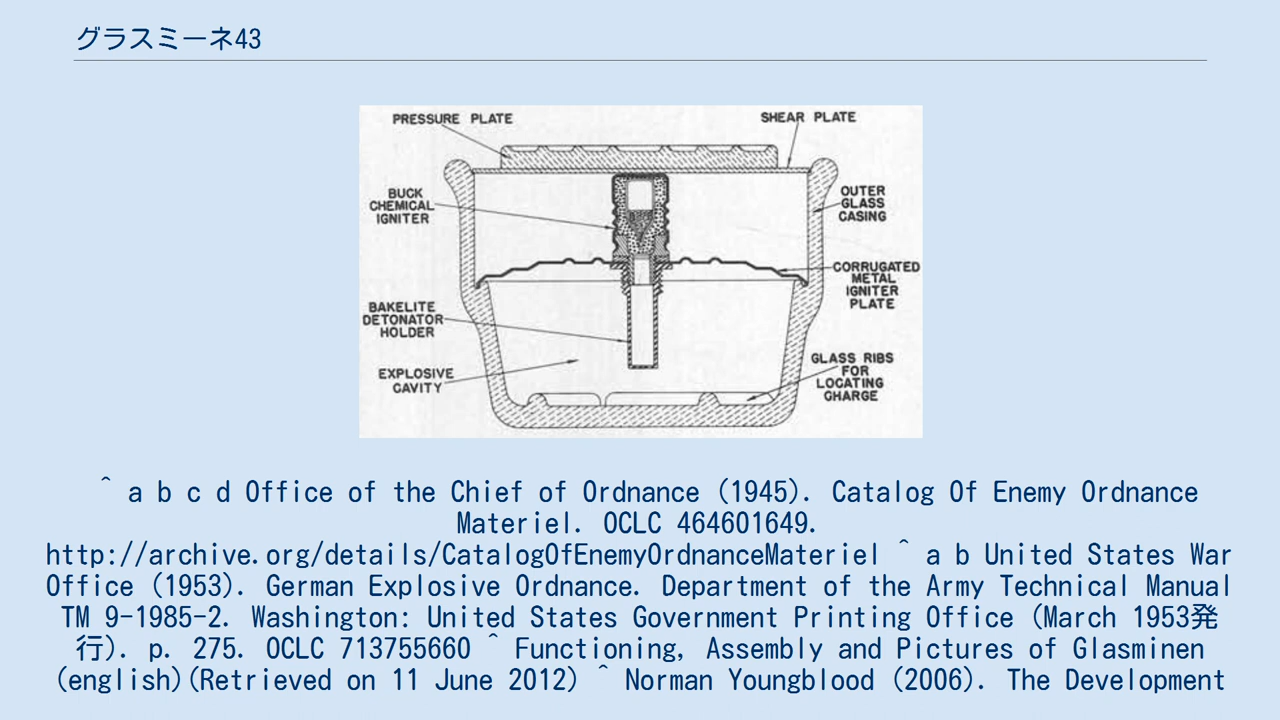 グラスミーネ43
PRESSURE PLATE
SHEAR PLATE
BUCK
CHEMICAL
IGNITER
OUTER
GLASS
CASING
CORRUGATED
METAL
IGNITER
PLATE
BAKELITE
DETONATOR
HOLDER
GLASS RIBS
FOR
LOCATING
CHARGE
EXPLOSIVE
CAVITY
^ a b c d Office of the Chief of Ordnance (1945). Catalog Of Enemy Ordnance
Materiel. OCLC 464601649.
http://archive.org/details/CatalogOfEnemyOrdnanceMateriel ^ a b United States War
Office (1953). German Explosive Ordnance. Department of the Army Technical Manual
TM 9-1985-2. Washington: United States Government Printing Office (March 1953発
行). p. 275. OCLC 713755660 ^ Functioning, Assembly and Pictures of Glasminen
(english)(Retrieved on 11 June 2012) ^ Norman Youngblood (2006). The Development